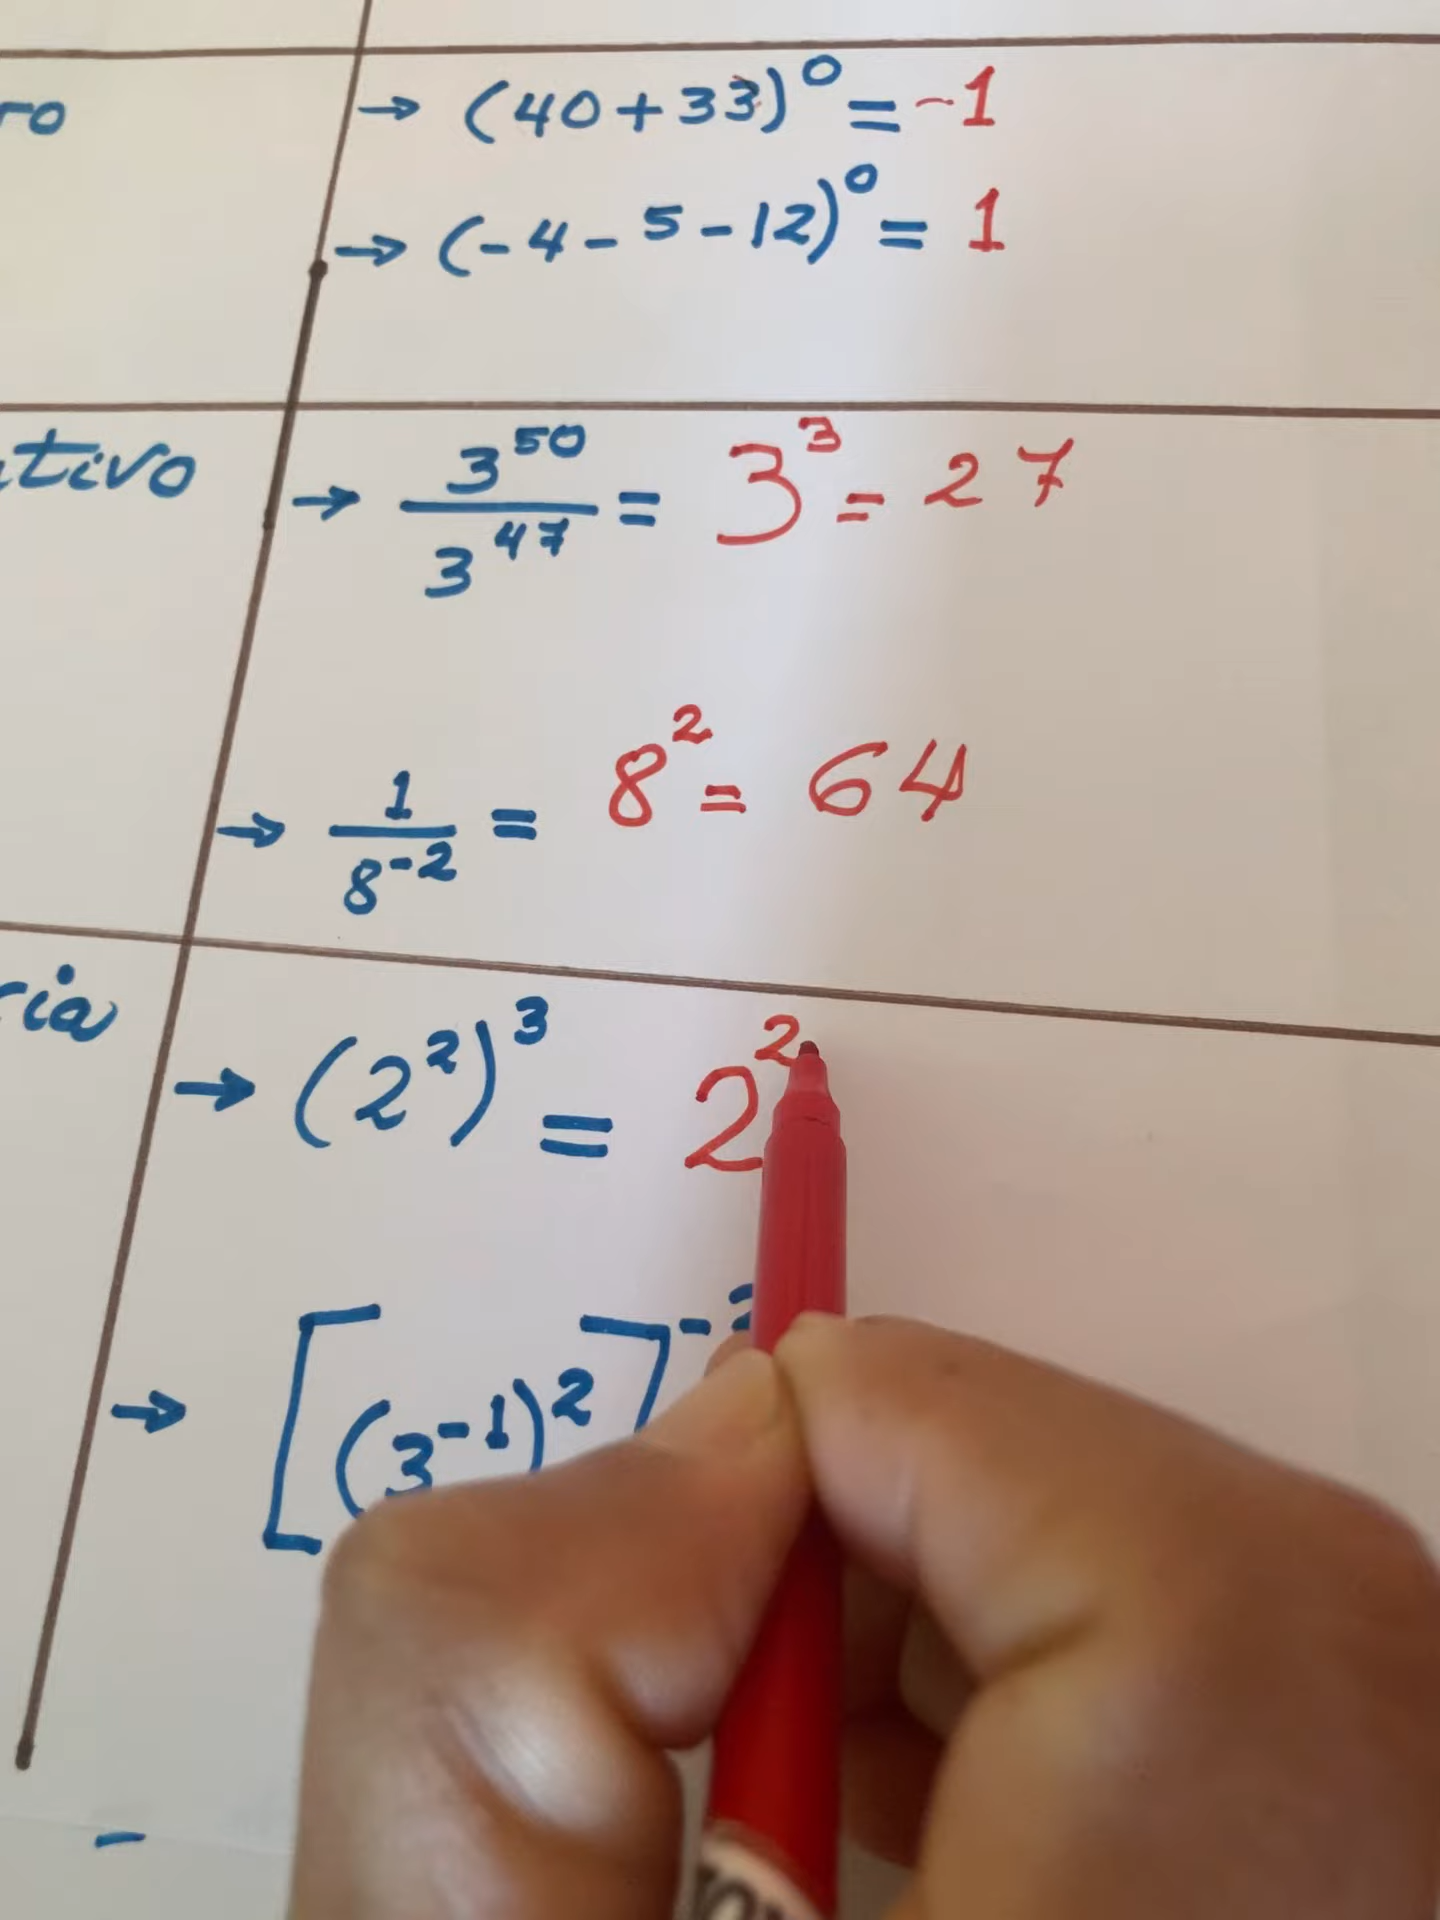 ro → (40+33)⁰ = -1
→ (-4-5-12)⁰ = 1
tivo → 3⁵⁰/3⁴⁷ = 3³ = 27
→ 1/8⁻² = 8² = 64
ria → (2²)³ = 2²
→ [(3⁻¹)²]⁻
-